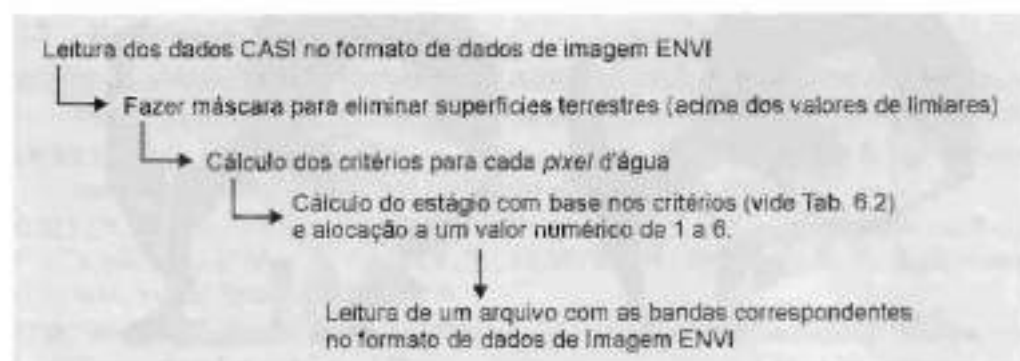 Leitura dos dados CASI no formato de dados de imagem ENVI
Fazer máscara para eliminar superfícies terrestres (acima dos valores de limiares)
Cálculo dos critérios para cada pixel d'água
Cálculo do estágio com base nos critérios (vide Tab. 6.2)
e alocação a um valor numérico de 1 a 6.
Leitura de um arquivo com as bandas correspondentes
no formato de dados de Imagem ENVI